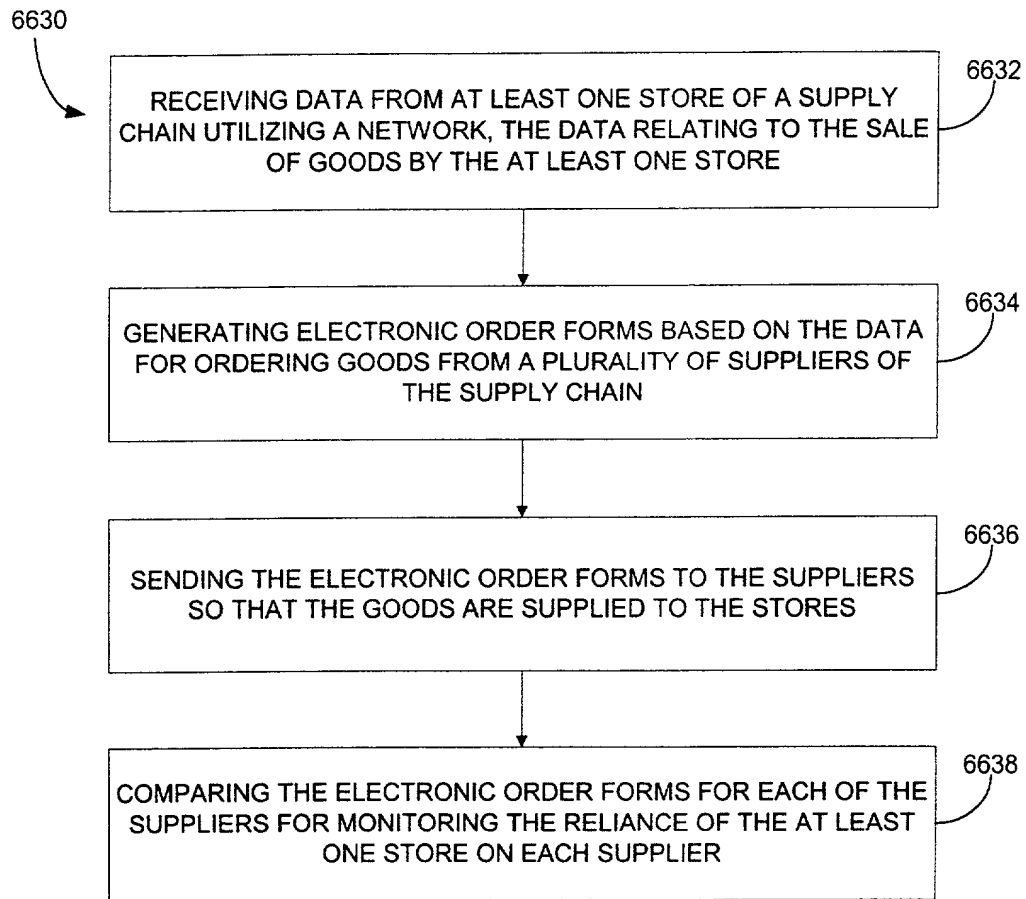 6630
6632
RECEIVING DATA FROM AT LEAST ONE STORE OF A SUPPLY
CHAIN UTILIZING A NETWORK, THE DATA RELATING TO THE SALE
OF GOODS BY THE AT LEAST ONE STORE
6634
GENERATING ELECTRONIC ORDER FORMS BASED ON THE DATA
FOR ORDERING GOODS FROM A PLURALITY OF SUPPLIERS OF
THE SUPPLY CHAIN
6636
SENDING THE ELECTRONIC ORDER FORMS TO THE SUPPLIERS
SO THAT THE GOODS ARE SUPPLIED TO THE STORES
6638
COMPARING THE ELECTRONIC ORDER FORMS FOR EACH OF THE
SUPPLIERS FOR MONITORING THE RELIANCE OF THE AT LEAST
ONE STORE ON EACH SUPPLIER